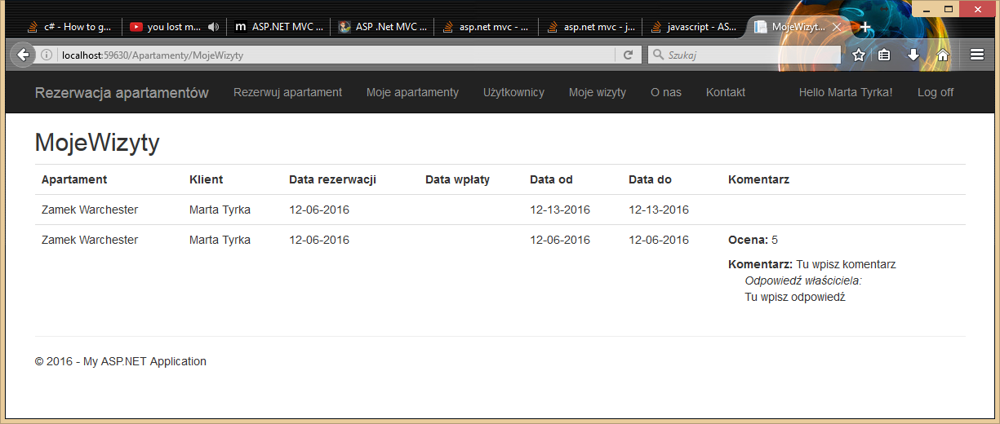 c# - How to g... you lost m... ASP.NET MVC ... ASP .Net MVC ... asp.net mvc - ... asp.net mvc - j... javascript - AS... MojeWizyt...
localhost:59630/Apartamenty/MojeWizyty Szukaj
Rezerwacja apartamentów Rezerwuj apartament Moje apartamenty Użytkownicy Moje wizyty O nas Kontakt Hello Marta Tyrka! Log off
MojeWizyty
Apartament Klient Data rezerwacji Data wpłaty Data od Data do Komentarz
Zamek Warchester Marta Tyrka 12-06-2016 12-13-2016 12-13-2016
Zamek Warchester Marta Tyrka 12-06-2016 12-06-2016 12-06-2016 Ocena: 5
Komentarz: Tu wpisz komentarz
Odpowiedź właściciela:
Tu wpisz odpowiedź
© 2016 - My ASP.NET Application